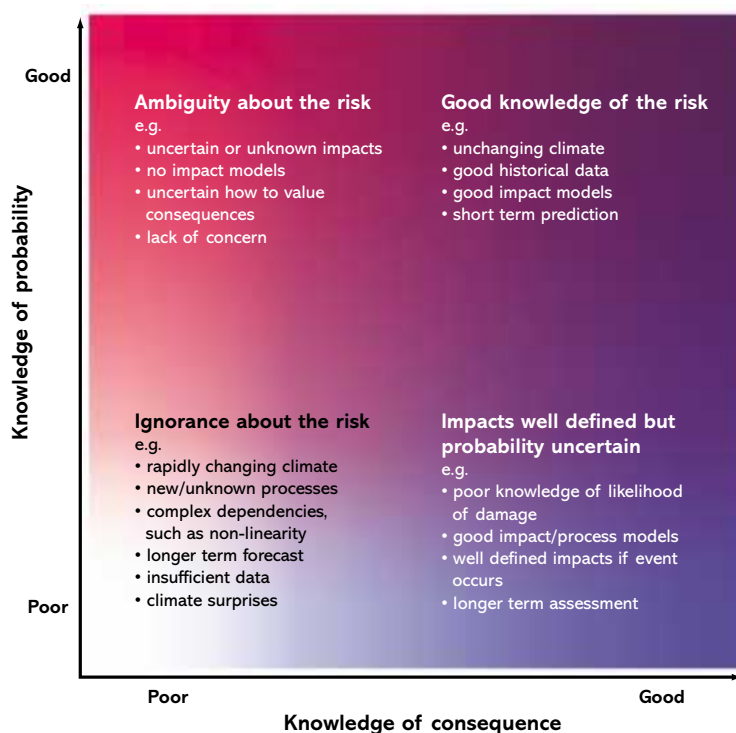 Good
Knowledge of probability
Poor
Ambiguity about the risk
e.g.
• uncertain or unknown impacts
• no impact models
• uncertain how to value
consequences
• lack of concern
Good knowledge of the risk
e.g.
• unchanging climate
• good historical data
• good impact models
• short term prediction
Ignorance about the risk
e.g.
• rapidly changing climate
• new/unknown processes
• complex dependencies,
such as non-linearity
• longer term forecast
• insufficient data
• climate surprises
Impacts well defined but
probability uncertain
e.g.
• poor knowledge of likelihood
of damage
• good impact/process models
• well defined impacts if event
occurs
• longer term assessment
Poor
Good
Knowledge of consequence